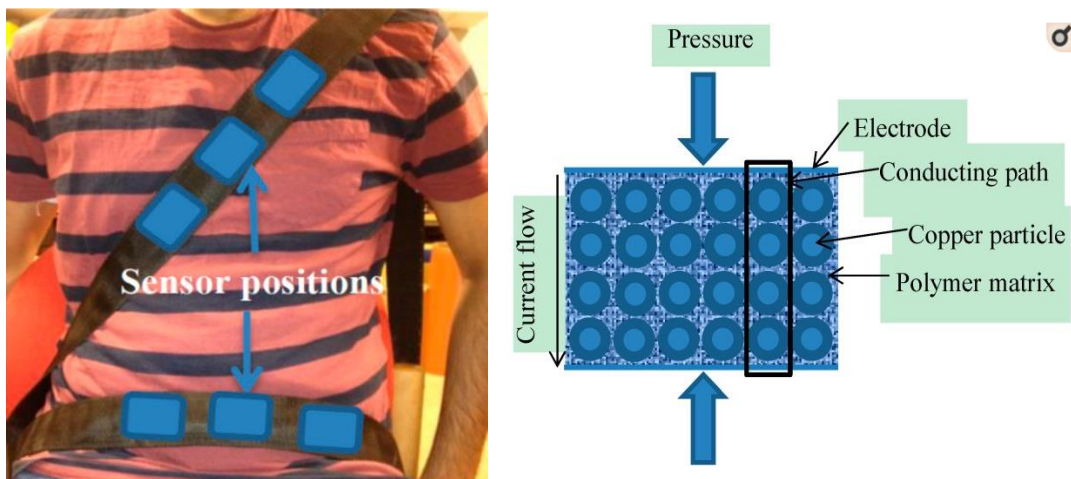 Sensor positions
Pressure
Electrode
Conducting path
Copper particle
Polymer matrix
Current flow